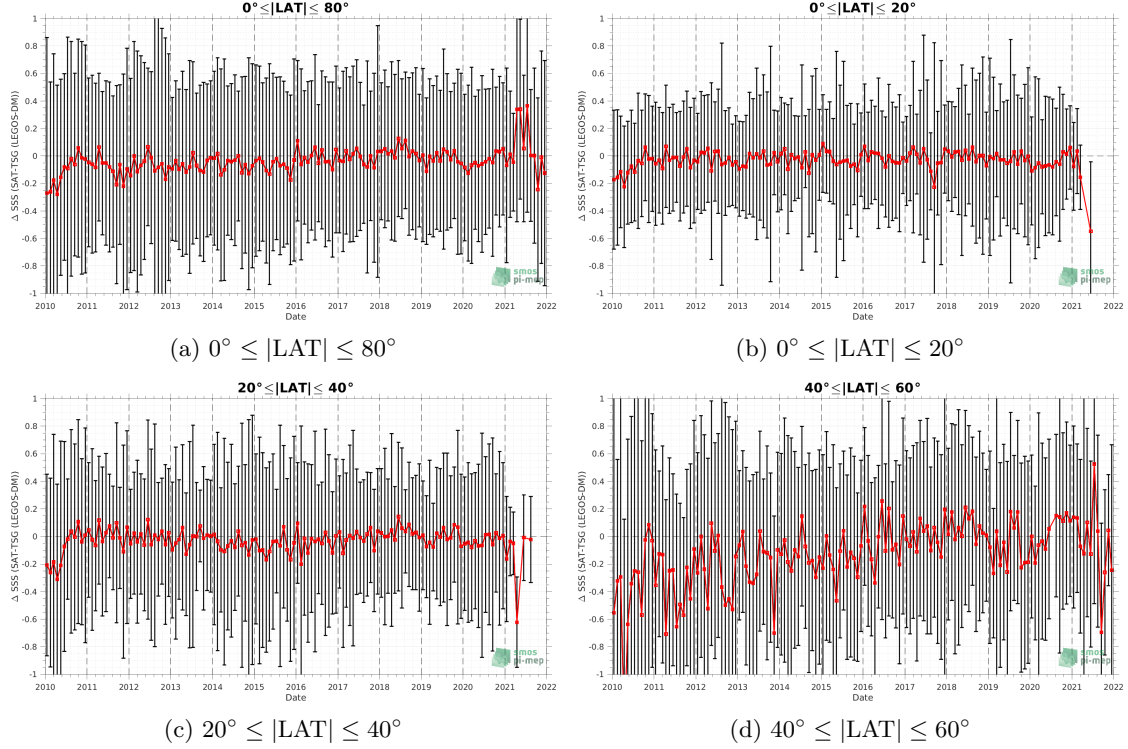 0°≤|LAT|≤ 80°
Δ SSS (SAT-TSG (LEGOS-DM))
1
0.8
0.6
0.4
0.2
0
-0.2
-0.4
-0.6
-0.8
-1
2010 2011 2012 2013 2014 2015 2016 2017 2018 2019 2020 2021 2022
Date
smos
pi-mep
(a) 0° ≤ |LAT| ≤ 80°
0°≤|LAT|≤ 20°
Δ SSS (SAT-TSG (LEGOS-DM))
1
0.8
0.6
0.4
0.2
0
-0.2
-0.4
-0.6
-0.8
-1
2010 2011 2012 2013 2014 2015 2016 2017 2018 2019 2020 2021 2022
Date
smos
pi-mep
(b) 0° ≤ |LAT| ≤ 20°
20°≤|LAT|≤ 40°
Δ SSS (SAT-TSG (LEGOS-DM))
1
0.8
0.6
0.4
0.2
0
-0.2
-0.4
-0.6
-0.8
-1
2010 2011 2012 2013 2014 2015 2016 2017 2018 2019 2020 2021 2022
Date
smos
pi-mep
(c) 20° ≤ |LAT| ≤ 40°
40°≤|LAT|≤ 60°
Δ SSS (SAT-TSG (LEGOS-DM))
1
0.8
0.6
0.4
0.2
0
-0.2
-0.4
-0.6
-0.8
-1
2010 2011 2012 2013 2014 2015 2016 2017 2018 2019 2020 2021 2022
Date
smos
pi-mep
(d) 40° ≤ |LAT| ≤ 60°